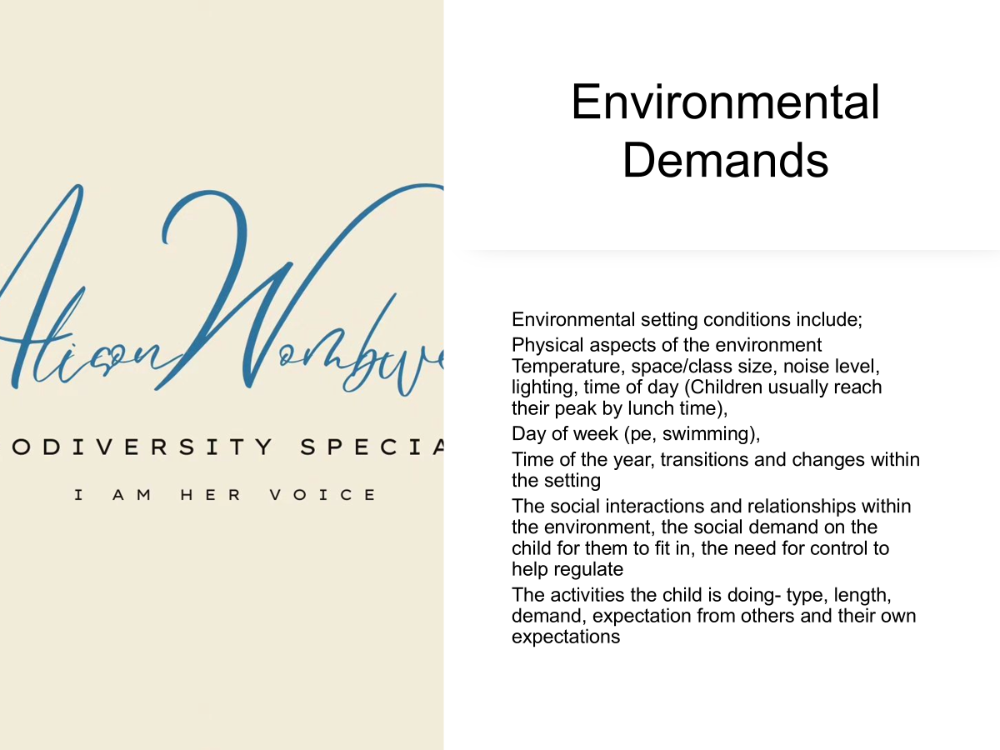 Alison Wombwe
ODIVERSITY SPECIA
I AM HER VOICE
Environmental
Demands
Environmental setting conditions include;
Physical aspects of the environment
Temperature, space/class size, noise level,
lighting, time of day (Children usually reach
their peak by lunch time),
Day of week (pe, swimming),
Time of the year, transitions and changes within
the setting
The social interactions and relationships within
the environment, the social demand on the
child for them to fit in, the need for control to
help regulate
The activities the child is doing- type, length,
demand, expectation from others and their own
expectations